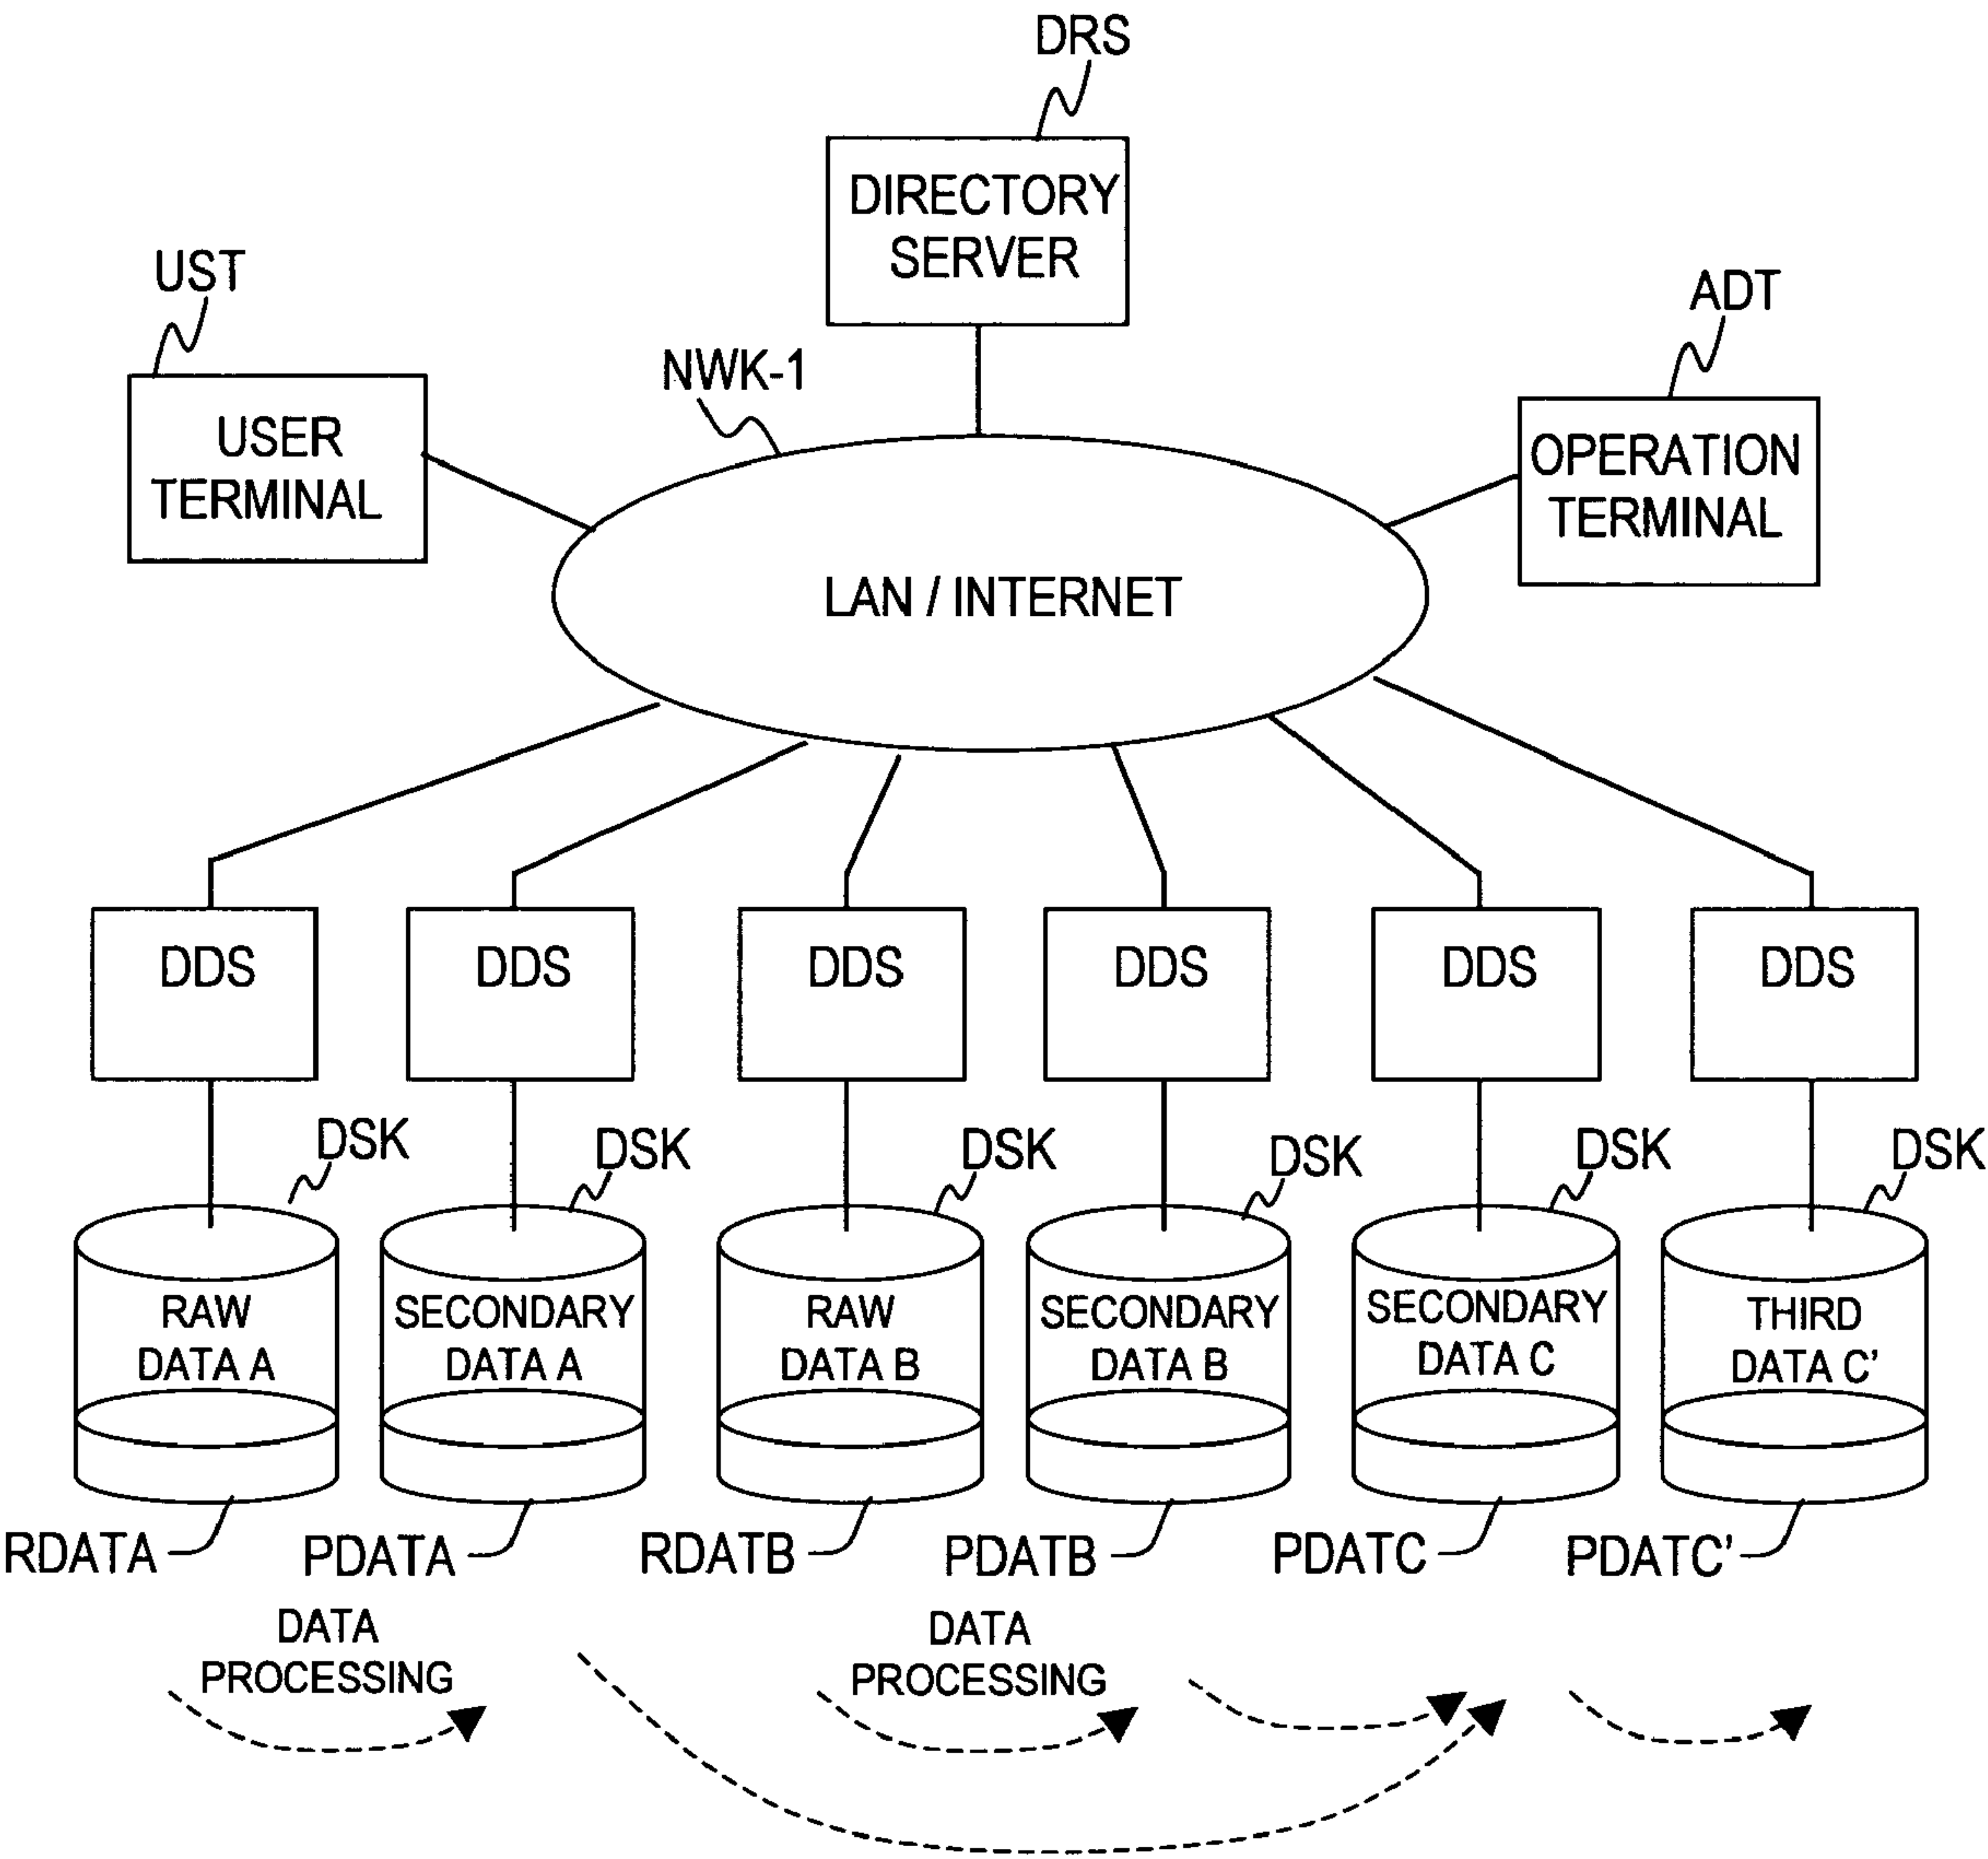 DRS
DIRECTORY
SERVER
UST
ADT
NWK-1
USER
TERMINAL
OPERATION
TERMINAL
LAN / INTERNET
DDS
DDS
DDS
DDS
DDS
DDS
DSK
DSK
DSK
DSK
DSK
DSK
RAW
DATA A
SECONDARY
DATA A
RAW
DATA B
SECONDARY
DATA B
SECONDARY
DATA C
THIRD
DATA C'
RDATA
PDATA
RDATB
PDATB
PDATC
PDATC'
DATA
PROCESSING
DATA
PROCESSING